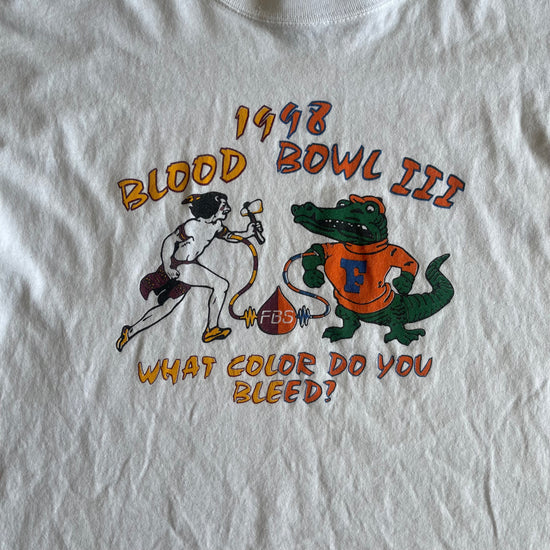 1998
BLOOD BOWL III
F
FBS
WHAT COLOR DO YOU
BLEED?